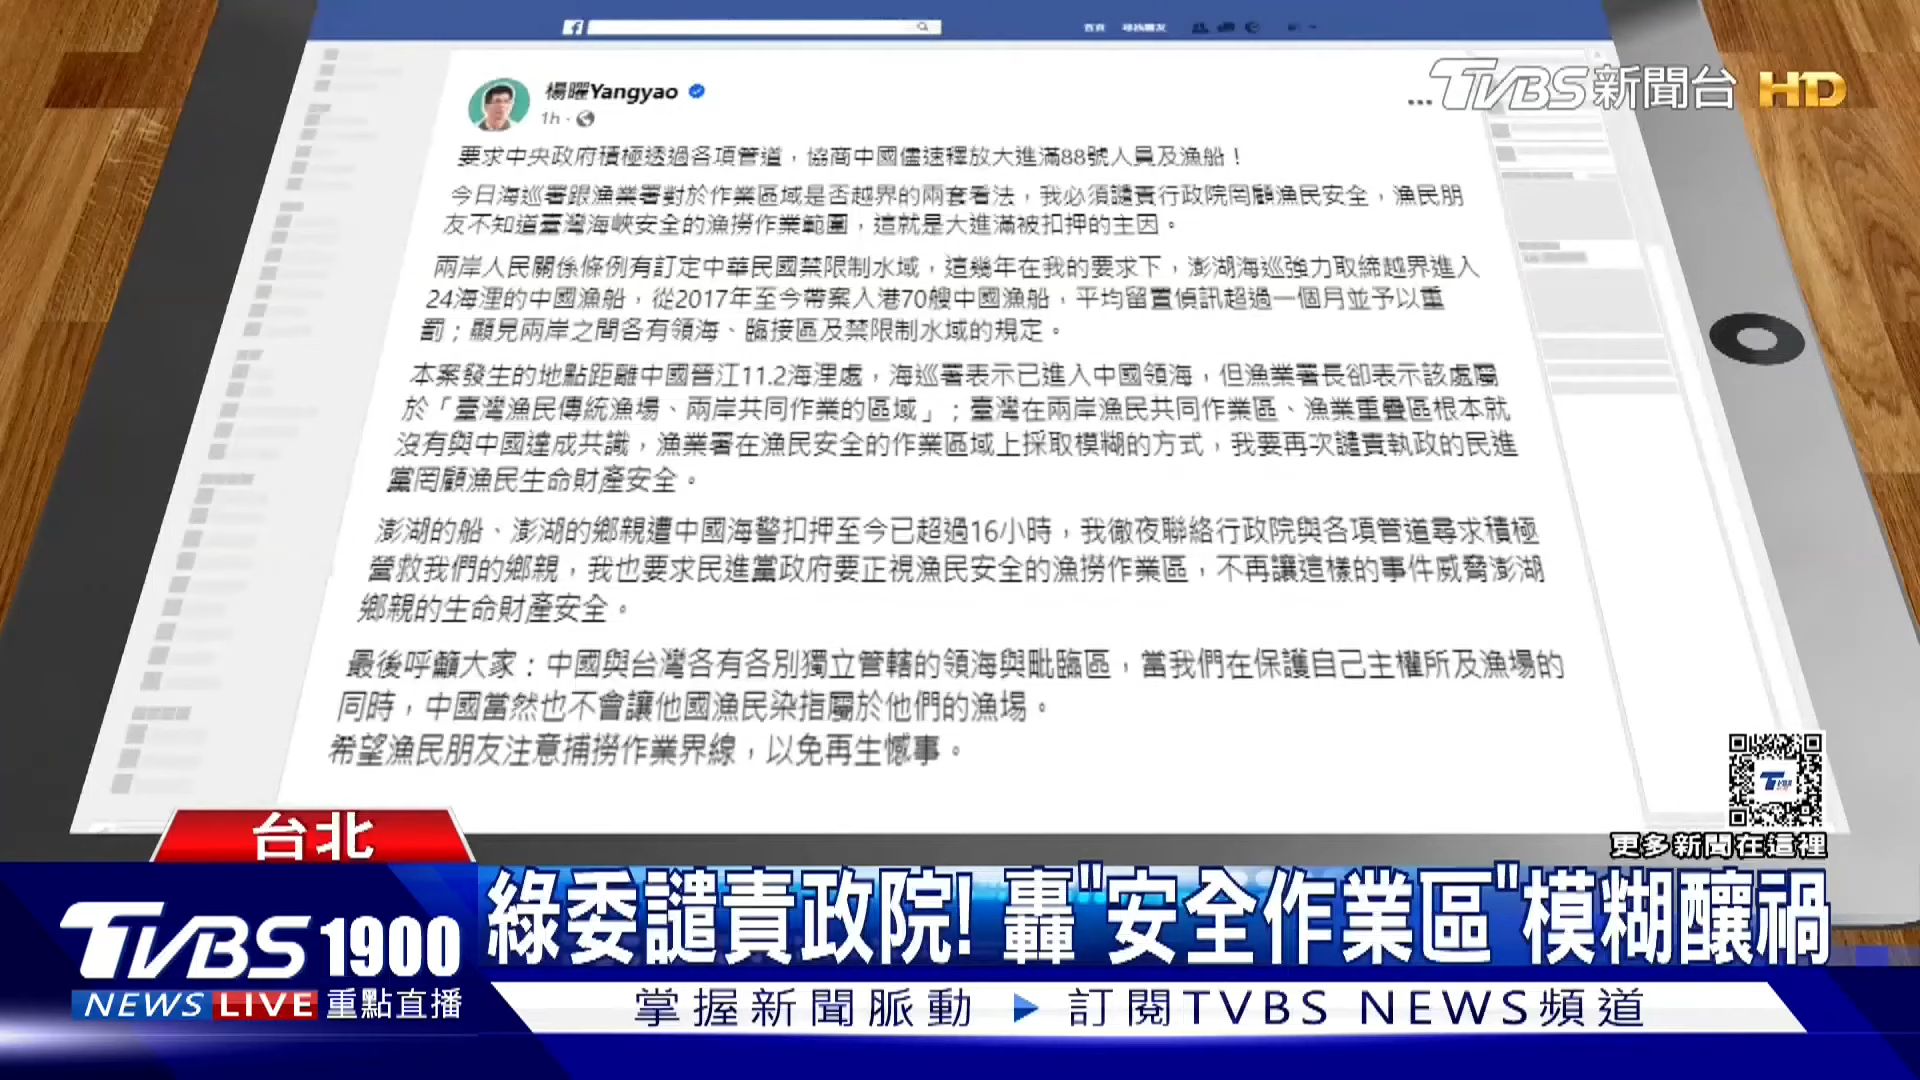 首頁 尋找朋友
TVBS新聞台 HD
楊曜Yangyao
1h
要求中央政府積極透過各項管道，協商中國儘速釋放大進滿88號人員及漁船！
今日海巡署跟漁業署對於作業區域是否越界的兩套看法，我必須譴責行政院罔顧漁民安全，漁民朋
友不知道臺灣海峽安全的漁撈作業範圍，這就是大進滿被扣押的主因。
兩岸人民關係條例有訂定中華民國禁限制水域，這幾年在我的要求下，澎湖海巡強力取締越界進入
24海浬的中國漁船，從2017年至今帶案入港70艘中國漁船，平均留置偵訊超過一個月並予以重
罰；顯見兩岸之間各有領海、臨接區及禁限制水域的規定。
本案發生的地點距離中國晉江11.2海浬處，海巡署表示已進入中國領海，但漁業署長卻表示該處屬
於「臺灣漁民傳統漁場、兩岸共同作業的區域」；臺灣在兩岸漁民共同作業區、漁業重疊區根本就
沒有與中國達成共識，漁業署在漁民安全的作業區域上採取模糊的方式，我要再次譴責執政的民進
黨罔顧漁民生命財產安全。
澎湖的船、澎湖的鄉親遭中國海警扣押至今已超過16小時，我徹夜聯絡行政院與各項管道尋求積極
營救我們的鄉親，我也要求民進黨政府要正視漁民安全的漁撈作業區，不再讓這樣的事件威脅澎湖
鄉親的生命財產安全。
最後呼籲大家：中國與台灣各有各別獨立管轄的領海與毗臨區，當我們在保護自己主權所及漁場的
同時，中國當然也不會讓他國漁民染指屬於他們的漁場。
希望漁民朋友注意捕撈作業界線，以免再生憾事。
TVBS
更多新聞在這裡
台北
綠委譴責政院! 轟"安全作業區"模糊釀禍
TVBS 1900
NEWS LIVE 重點直播
掌握新聞脈動 ▶ 訂閱TVBS NEWS頻道